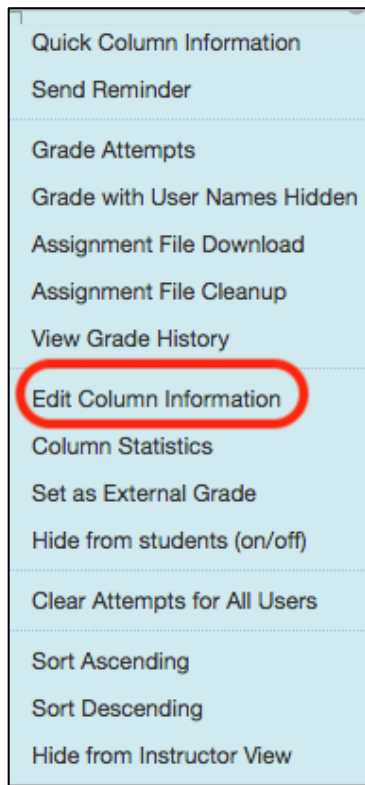 Quick Column Information
Send Reminder
Grade Attempts
Grade with User Names Hidden
Assignment File Download
Assignment File Cleanup
View Grade History
Edit Column Information
Column Statistics
Set as External Grade
Hide from students (on/off)
Clear Attempts for All Users
Sort Ascending
Sort Descending
Hide from Instructor View